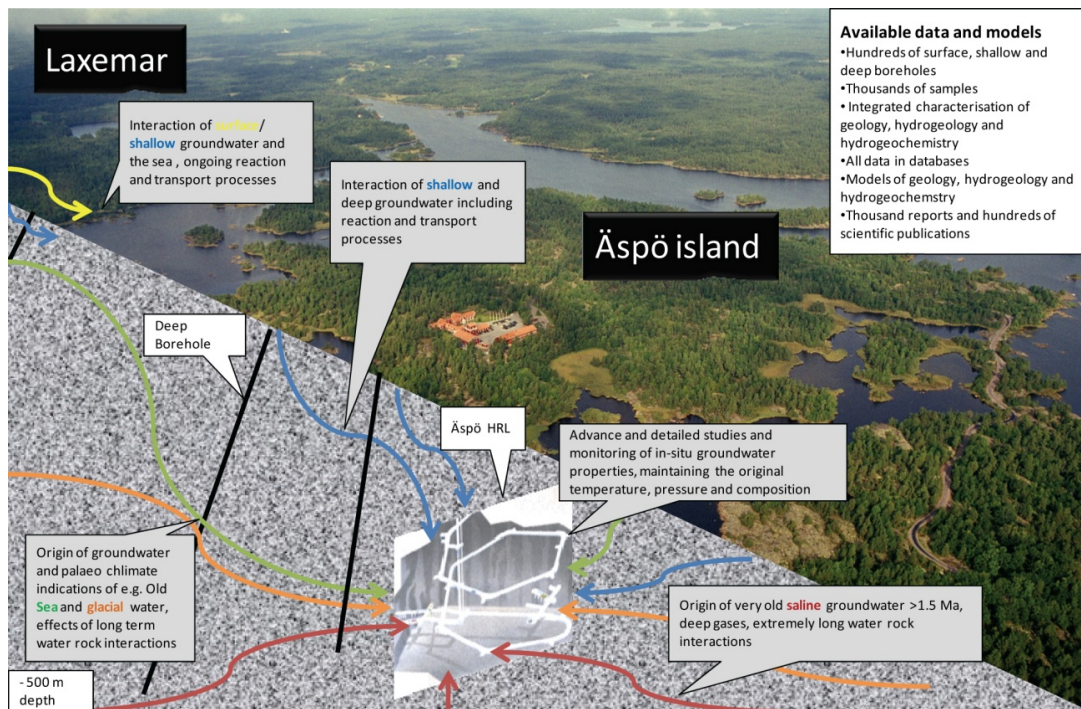 Laxemar
Available data and models
•Hundreds of surface, shallow and
deep boreholes
•Thousands of samples
• Integrated characterisation of
geology, hydrogeology and
hydrogeochemistry
•All data in databases
•Models of geology, hydrogeology and
hydrogeochemstry
•Thousand reports and hundreds of
scientific publications
Interaction of surface/
shallow groundwater and
the sea , ongoing reaction
and transport processes
Interaction of shallow and
deep groundwater including
reaction and transport
processes
Äspö island
Deep
Borehole
Äspö HRL
Advance and detailed studies and
monitoring of in-situ groundwater
properties, maintaining the original
temperature, pressure and composition
Origin of groundwater
and palaeo chlimate
indications of e.g. Old
Sea and glacial water,
effects of long term
water rock interactions
Origin of very old saline groundwater >1.5 Ma,
deep gases, extremely long water rock
interactions
- 500 m
depth